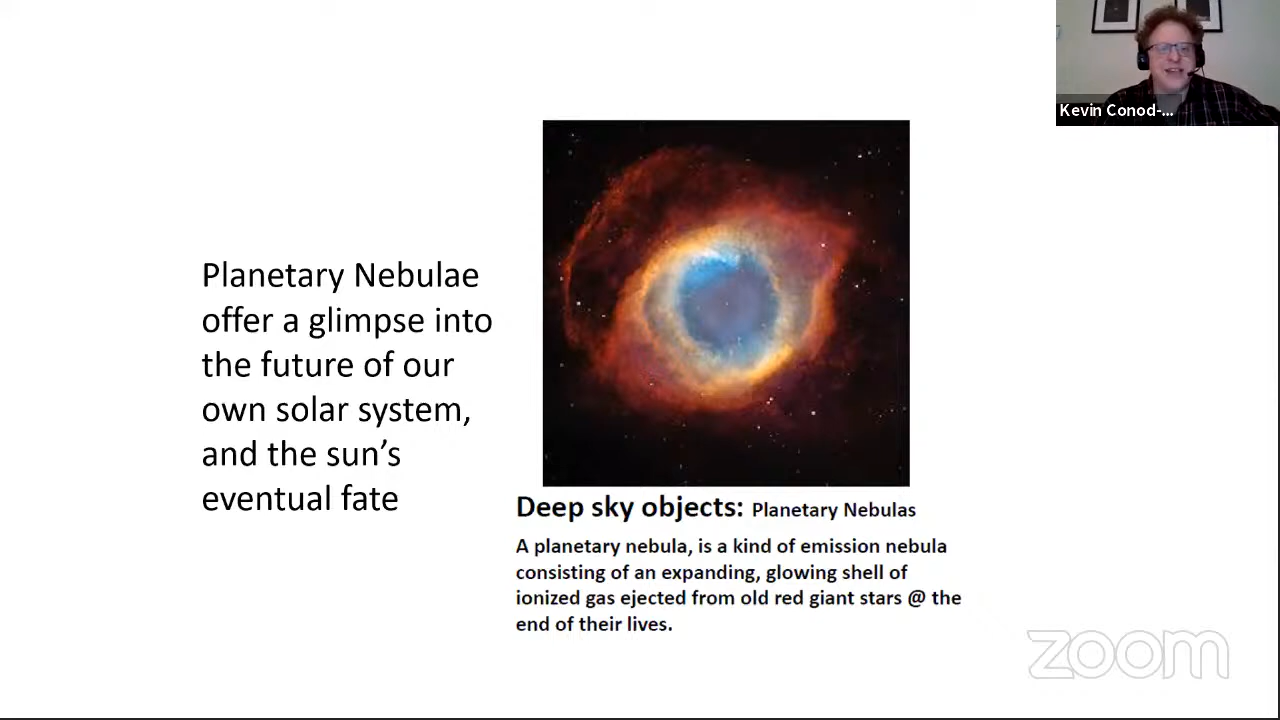 Kevin Conod-...
Planetary Nebulae
offer a glimpse into
the future of our
own solar system,
and the sun's
eventual fate
Deep sky objects: Planetary Nebulas
A planetary nebula, is a kind of emission nebula
consisting of an expanding, glowing shell of
ionized gas ejected from old red giant stars @ the
end of their lives.
zoom